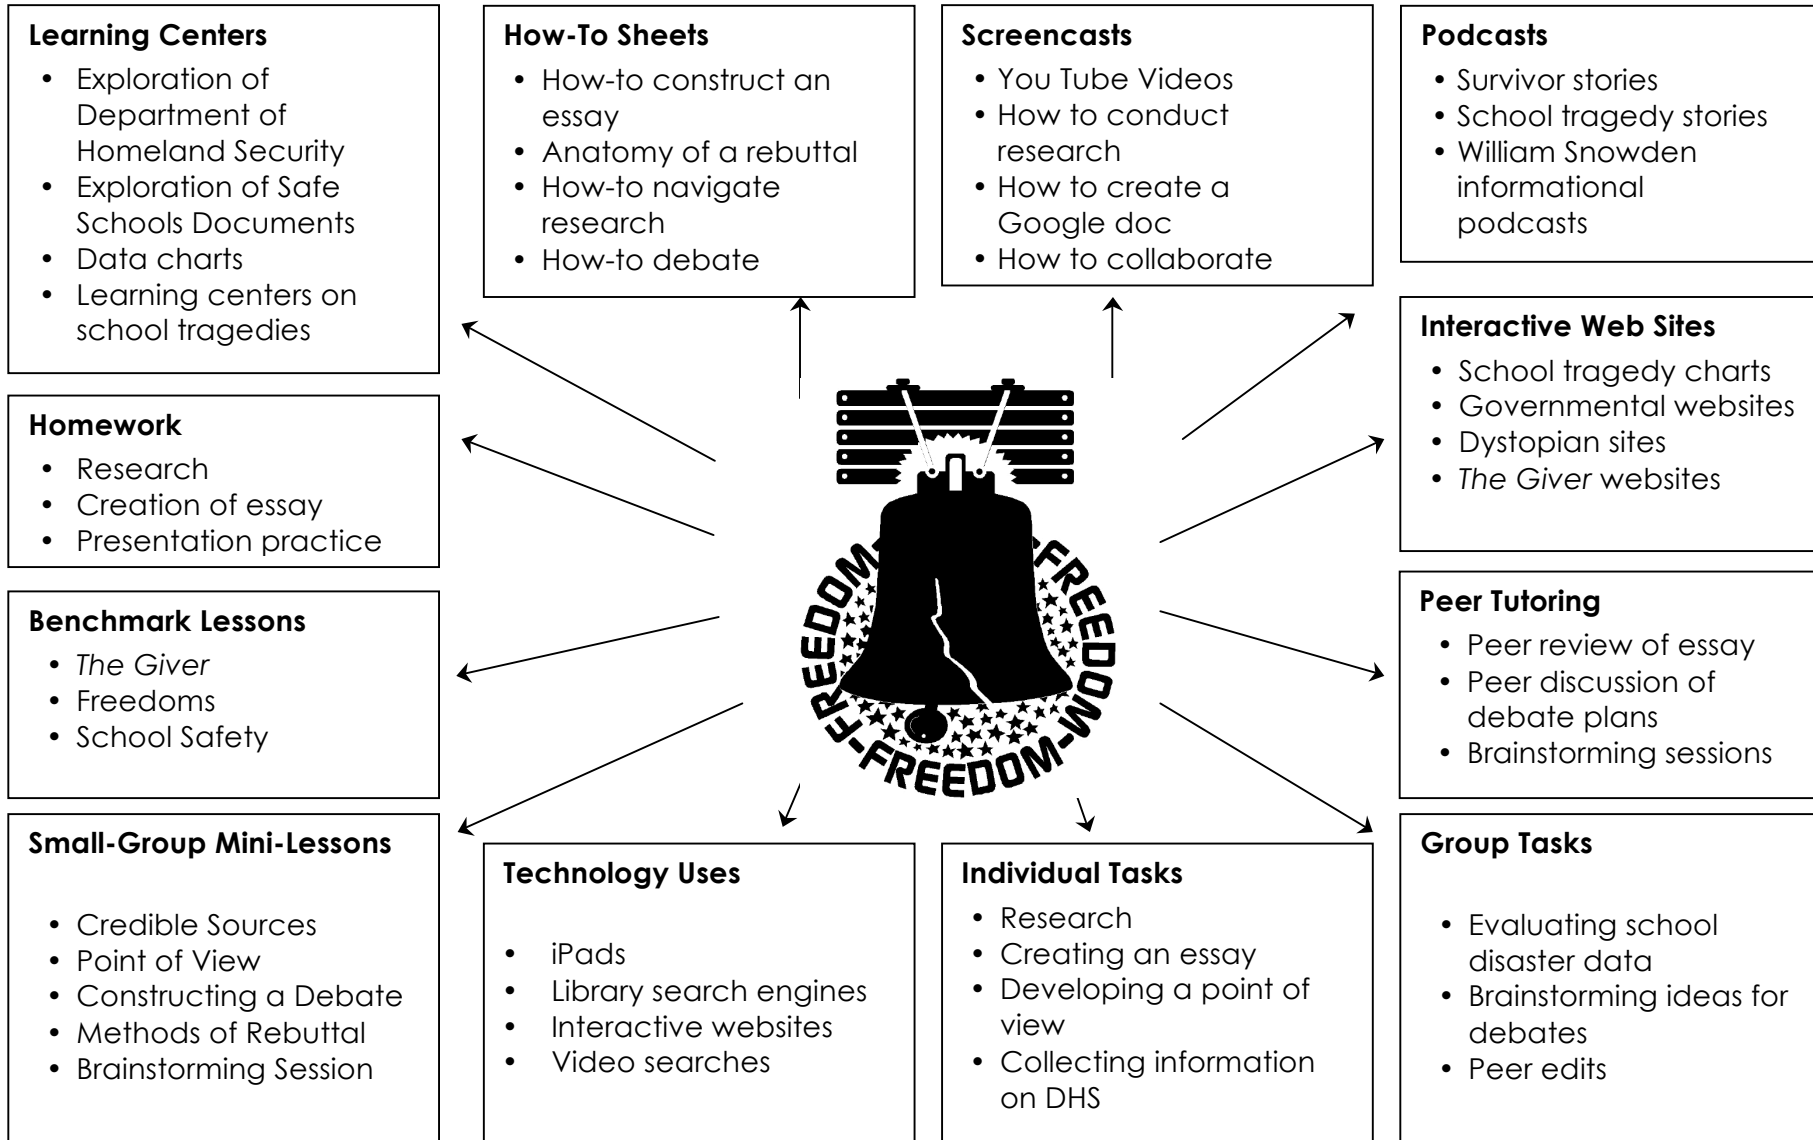 Learning Centers
• Exploration of
Department of
Homeland Security
• Exploration of Safe
Schools Documents
• Data charts
• Learning centers on
school tragedies
How-To Sheets
• How-to construct an
essay
• Anatomy of a rebuttal
• How-to navigate
research
• How-to debate
Screencasts
• You Tube Videos
• How to conduct
research
• How to create a
Google doc
• How to collaborate
Podcasts
• Survivor stories
• School tragedy stories
• William Snowden
informational
podcasts
Homework
• Research
• Creation of essay
• Presentation practice
Interactive Web Sites
• School tragedy charts
• Governmental websites
• Dystopian sites
• The Giver websites
Benchmark Lessons
• The Giver
• Freedoms
• School Safety
FREEDOM-
FREEDOM-
FREEDOM-
Peer Tutoring
• Peer review of essay
• Peer discussion of
debate plans
• Brainstorming sessions
Small-Group Mini-Lessons
• Credible Sources
• Point of View
• Constructing a Debate
• Methods of Rebuttal
• Brainstorming Session
Technology Uses
• iPads
• Library search engines
• Interactive websites
• Video searches
Individual Tasks
• Research
• Creating an essay
• Developing a point of
view
• Collecting information
on DHS
Group Tasks
• Evaluating school
disaster data
• Brainstorming ideas for
debates
• Peer edits